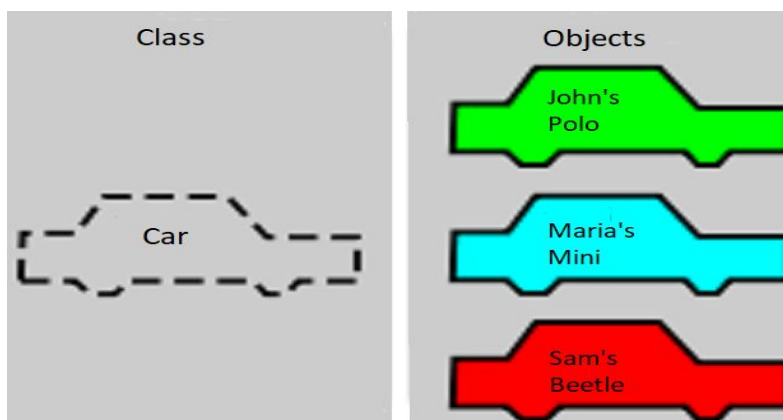 Class
Car
Objects
John's
Polo
Maria's
Mini
Sam's
Beetle